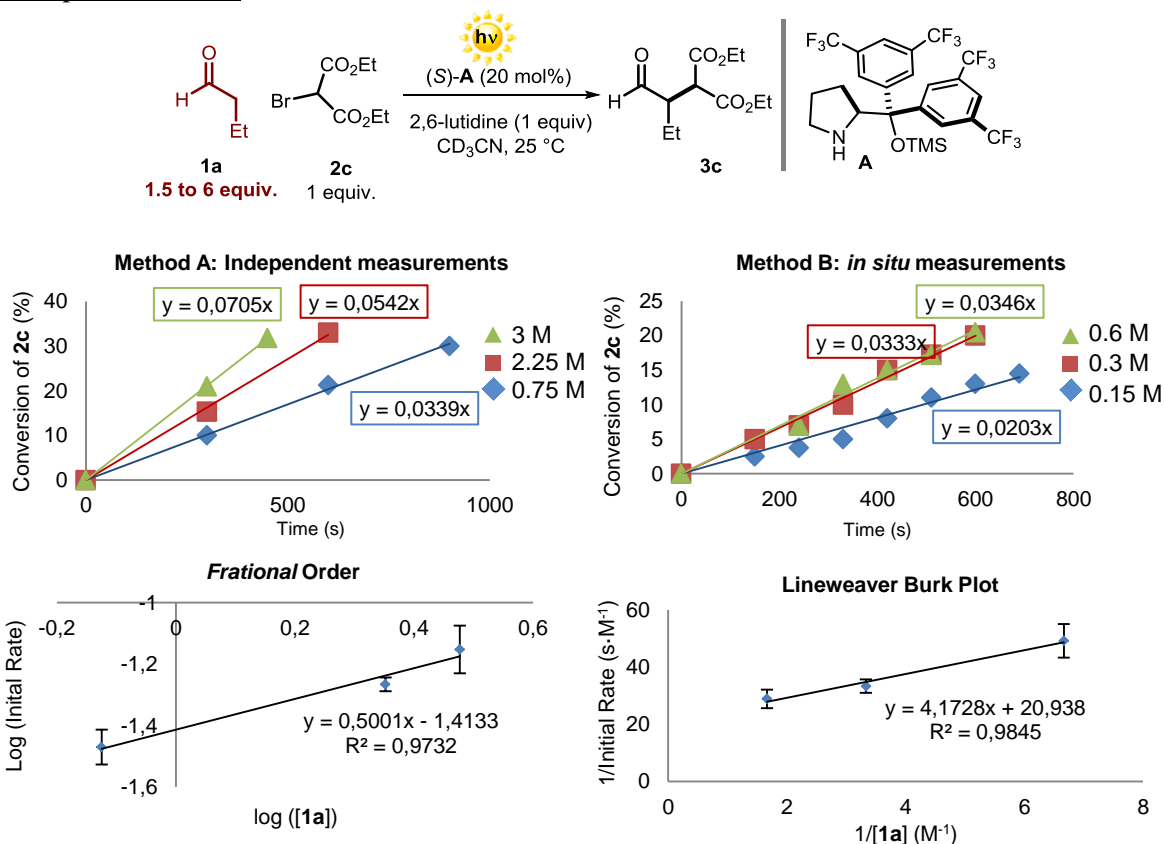 hν
(S)-A (20 mol%)
2,6-lutidine (1 equiv)
CD3CN, 25 °C
O
H
Et
1a
1.5 to 6 equiv.
CO2Et
Br
CO2Et
2c
1 equiv.
O
CO2Et
H
CO2Et
Et
3c
F3C
CF3
CF3
CF3
N
H
OTMS
A
Method A: Independent measurements
Conversion of 2c (%)
40
30
20
10
0
y = 0,0705x
y = 0,0542x
y = 0,0339x
3 M
2.25 M
0.75 M
0
500
1000
Time (s)
Method B: in situ measurements
Conversion of 2c (%)
25
20
15
10
5
0
y = 0,0346x
y = 0,0333x
y = 0,0203x
0.6 M
0.3 M
0.15 M
0
200
400
600
800
Time (s)
Frational Order
Log (Inital Rate)
-0,2
0
0,2
0,4
0,6
-1
-1,2
-1,4
-1,6
y = 0,5001x - 1,4133
R² = 0,9732
log ([1a])
Lineweaver Burk Plot
1/Initial Rate (s·M-1)
60
40
20
0
y = 4,1728x + 20,938
R² = 0,9845
0
2
4
6
8
1/[1a] (M-1)